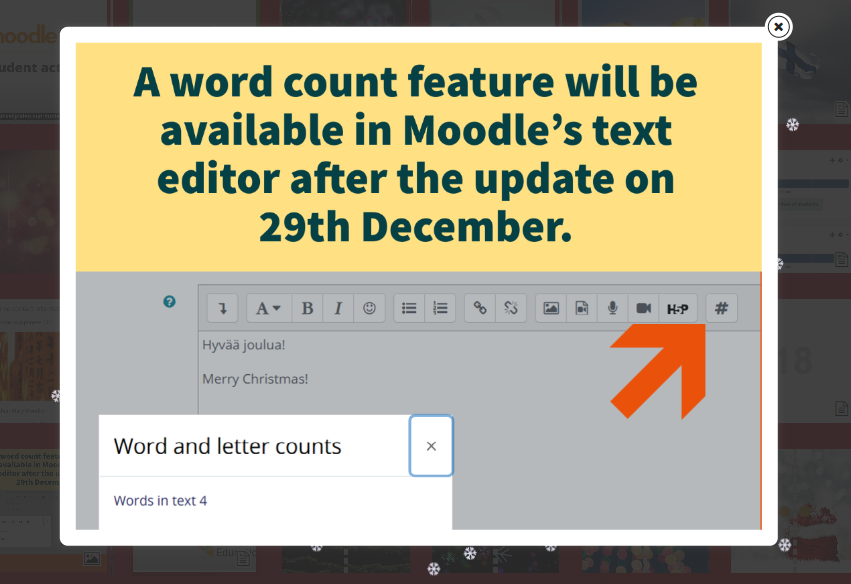 A word count feature will be
available in Moodle’s text
editor after the update on
29th December.
A B I H5P #
Hyvää joulua!
Merry Christmas!
Word and letter counts
Words in text 4